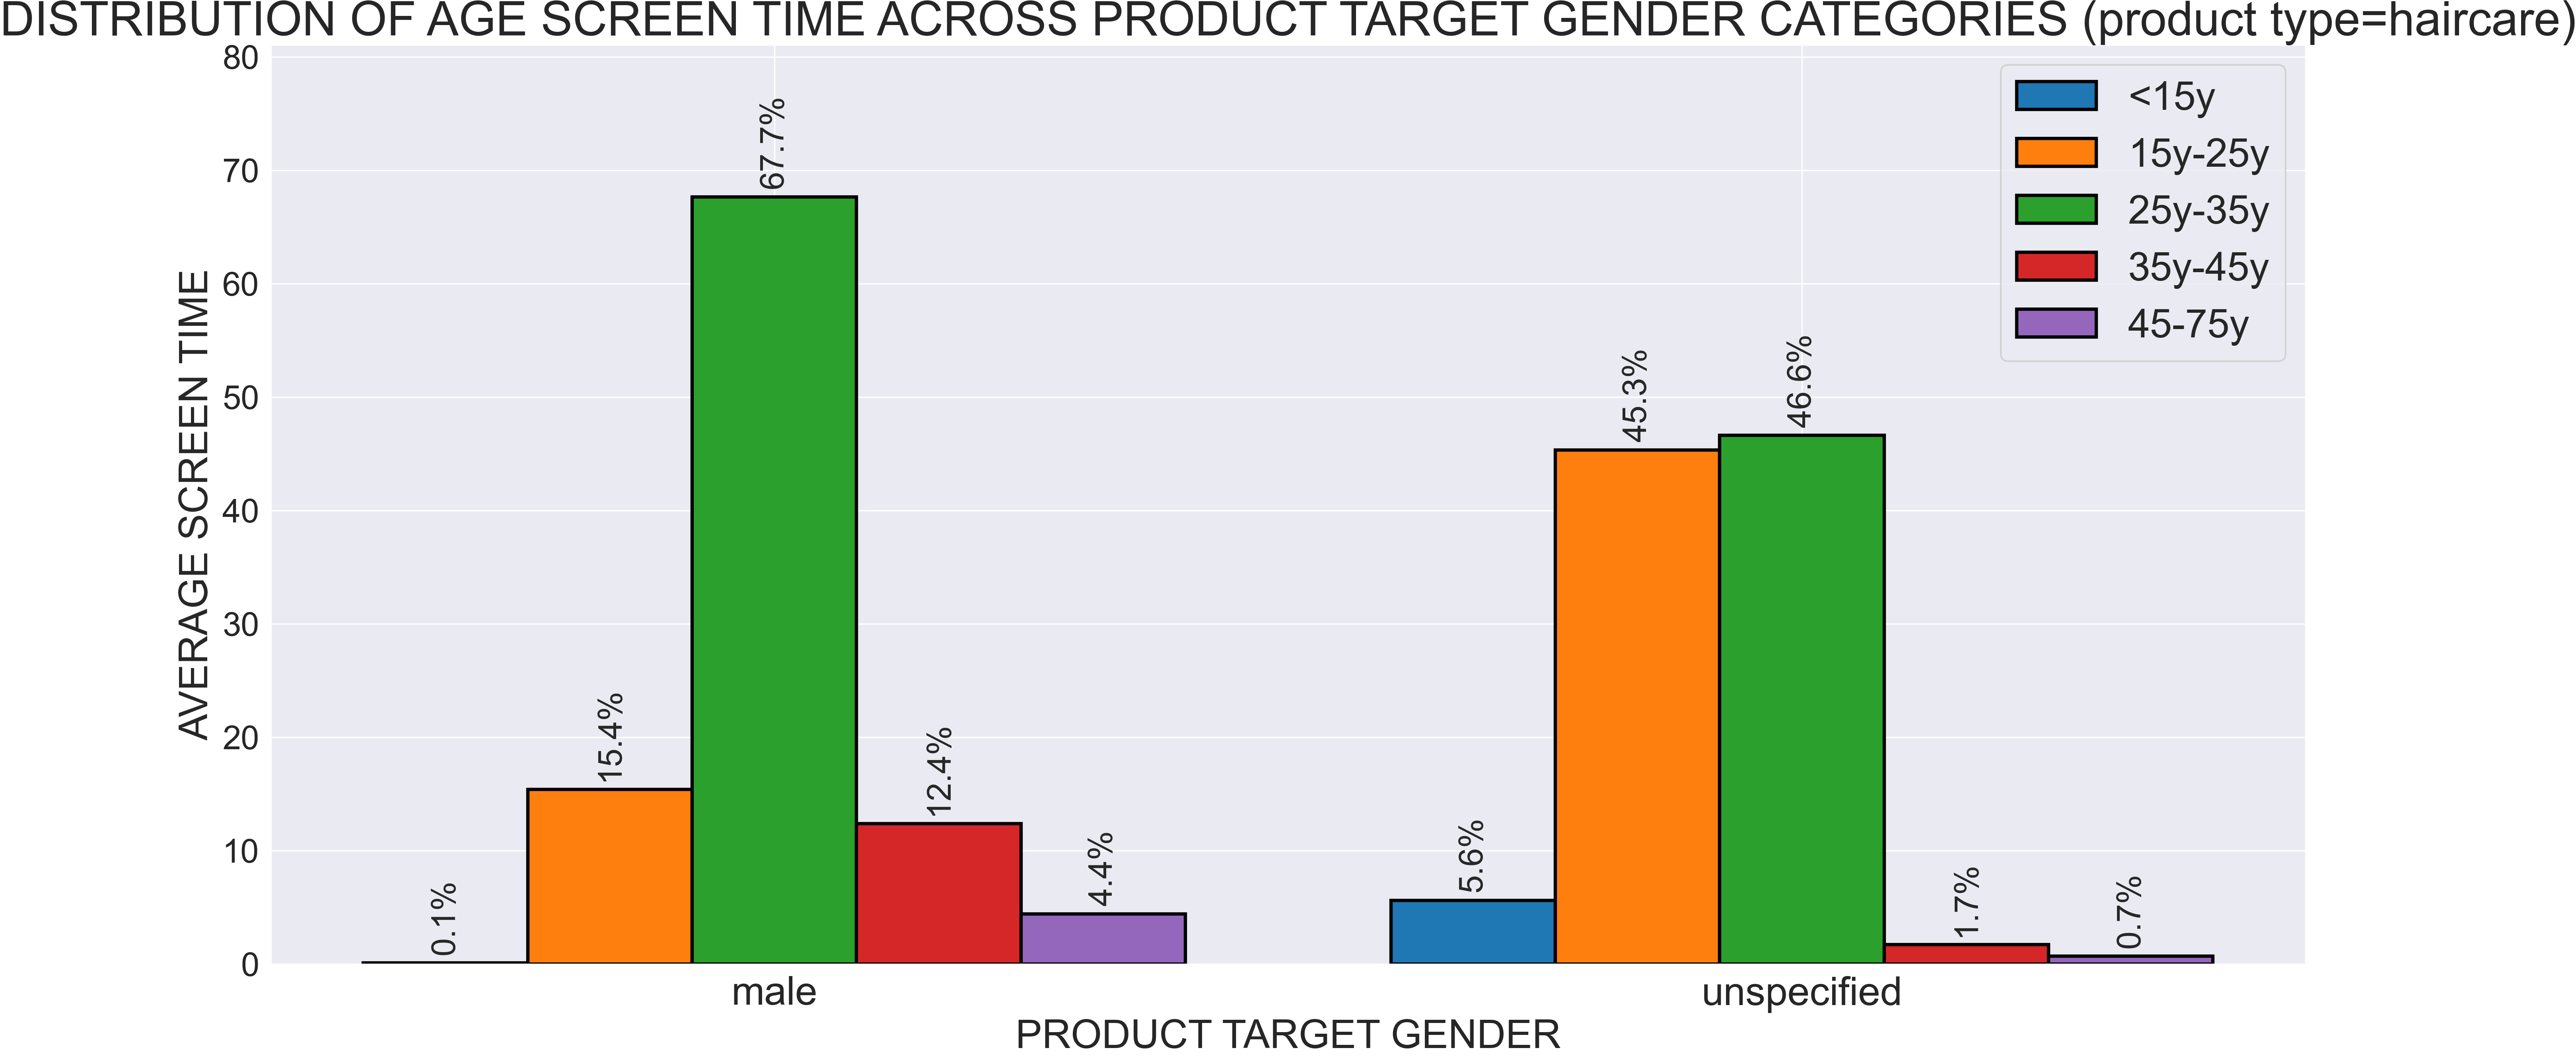 DISTRIBUTION OF AGE SCREEN TIME ACROSS PRODUCT TARGET GENDER CATEGORIES (product type=haircare)
AVERAGE SCREEN TIME
80
70
60
50
40
30
20
10
0
0.1%
15.4%
67.7%
12.4%
4.4%
5.6%
45.3%
46.6%
1.7%
0.7%
<15y
15y-25y
25y-35y
35y-45y
45-75y
male
unspecified
PRODUCT TARGET GENDER